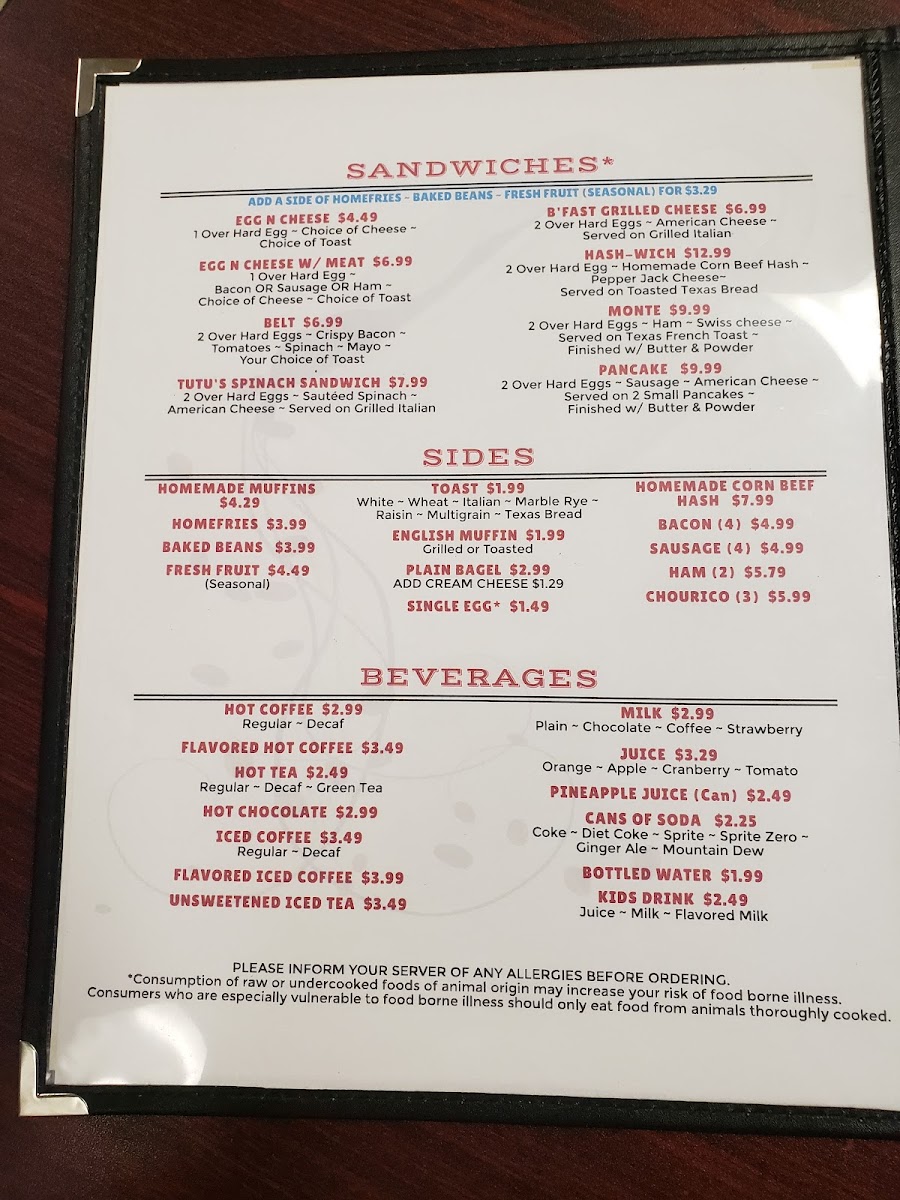 SANDWICHES*
ADD A SIDE OF HOMEFRIES ~ BAKED BEANS ~ FRESH FRUIT (SEASONAL) FOR $3.29
EGG N CHEESE $4.49
1 Over Hard Egg ~ Choice of Cheese ~
Choice of Toast
EGG N CHEESE W/ MEAT $6.99
1 Over Hard Egg ~
Bacon OR Sausage OR Ham ~
Choice of Cheese ~ Choice of Toast
BELT $6.99
2 Over Hard Eggs ~ Crispy Bacon ~
Tomatoes ~ Spinach ~ Mayo ~
Your Choice of Toast
TUTU'S SPINACH SANDWICH $7.99
2 Over Hard Eggs ~ Sautéed Spinach ~
American Cheese ~ Served on Grilled Italian
B'FAST GRILLED CHEESE $6.99
2 Over Hard Eggs ~ American Cheese ~
Served on Grilled Italian
HASH-WICH $12.99
2 Over Hard Egg ~ Homemade Corn Beef Hash ~
Pepper Jack Cheese~
Served on Toasted Texas Bread
MONTE $9.99
2 Over Hard Eggs ~ Ham ~ Swiss cheese ~
Served on Texas French Toast ~
Finished w/ Butter & Powder
PANCAKE $9.99
2 Over Hard Eggs ~ Sausage ~ American Cheese ~
Served on 2 Small Pancakes ~
Finished w/ Butter & Powder
SIDES
HOMEMADE MUFFINS
$4.29
HOMEFRIES $3.99
BAKED BEANS $3.99
FRESH FRUIT $4.49
(Seasonal)
TOAST $1.99
White ~ Wheat ~ Italian ~ Marble Rye ~
Raisin ~ Multigrain ~ Texas Bread
ENGLISH MUFFIN $1.99
Grilled or Toasted
PLAIN BAGEL $2.99
ADD CREAM CHEESE $1.29
SINGLE EGG* $1.49
HOMEMADE CORN BEEF
HASH $7.99
BACON (4) $4.99
SAUSAGE (4) $4.99
HAM (2) $5.79
CHOURICO (3) $5.99
BEVERAGES
HOT COFFEE $2.99
Regular ~ Decaf
FLAVORED HOT COFFEE $3.49
HOT TEA $2.49
Regular ~ Decaf ~ Green Tea
HOT CHOCOLATE $2.99
ICED COFFEE $3.49
Regular ~ Decaf
FLAVORED ICED COFFEE $3.99
UNSWEETENED ICED TEA $3.49
MILK $2.99
Plain ~ Chocolate ~ Coffee ~ Strawberry
JUICE $3.29
Orange ~ Apple ~ Cranberry ~ Tomato
PINEAPPLE JUICE (Can) $2.49
CANS OF SODA $2.25
Coke ~ Diet Coke ~ Sprite ~ Sprite Zero ~
Ginger Ale ~ Mountain Dew
BOTTLED WATER $1.99
KIDS DRINK $2.49
Juice ~ Milk ~ Flavored Milk
PLEASE INFORM YOUR SERVER OF ANY ALLERGIES BEFORE ORDERING.
*Consumption of raw or undercooked foods of animal origin may increase your risk of food borne illness.
Consumers who are especially vulnerable to food borne illness should only eat food from animals thoroughly cooked.